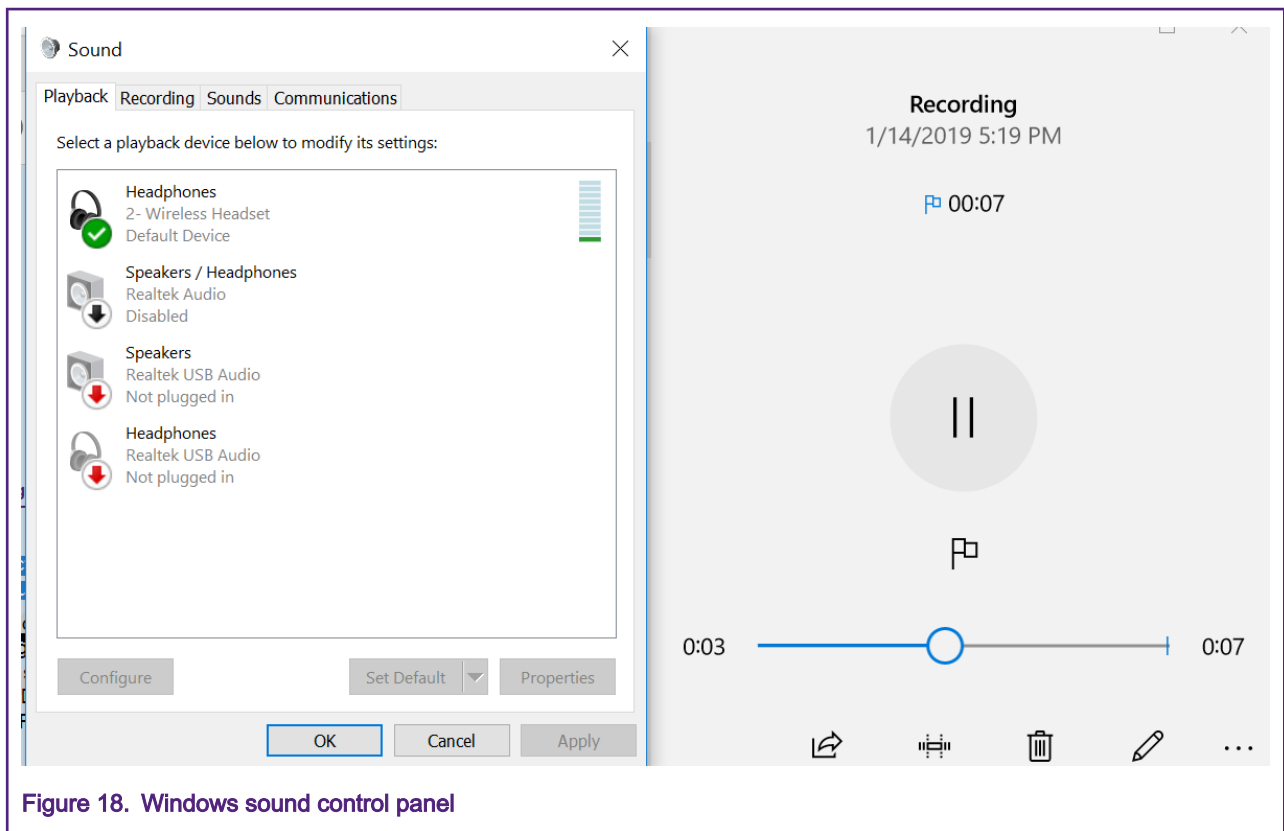 Sound
Playback Recording Sounds Communications
Select a playback device below to modify its settings:
Headphones
2- Wireless Headset
Default Device
Speakers / Headphones
Realtek Audio
Disabled
Speakers
Realtek USB Audio
Not plugged in
Headphones
Realtek USB Audio
Not plugged in
Configure Set Default Properties
OK Cancel Apply
Recording
1/14/2019 5:19 PM
00:07
0:03 0:07
Figure 18. Windows sound control panel